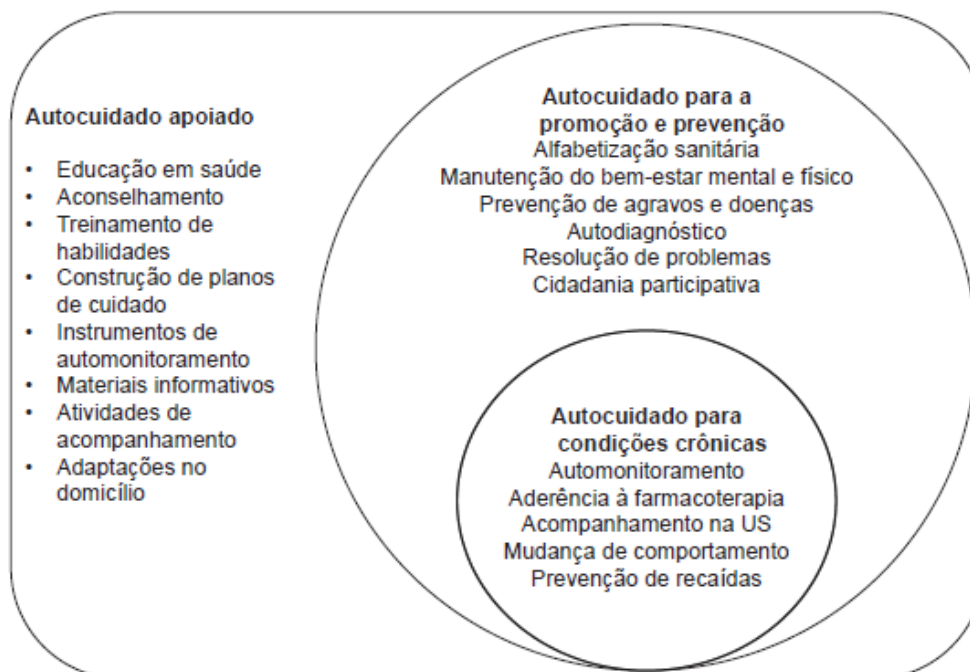 Autocuidado apoiado
• Educação em saúde
• Aconselhamento
• Treinamento de
habilidades
• Construção de planos
de cuidado
• Instrumentos de
automonitoramento
• Materiais informativos
• Atividades de
acompanhamento
• Adaptações no
domicílio
Autocuidado para a
promoção e prevenção
Alfabetização sanitária
Manutenção do bem-estar mental e físico
Prevenção de agravos e doenças
Autodiagnóstico
Resolução de problemas
Cidadania participativa
Autocuidado para
condições crônicas
Automonitoramento
Aderência à farmacoterapia
Acompanhamento na US
Mudança de comportamento
Prevenção de recaídas